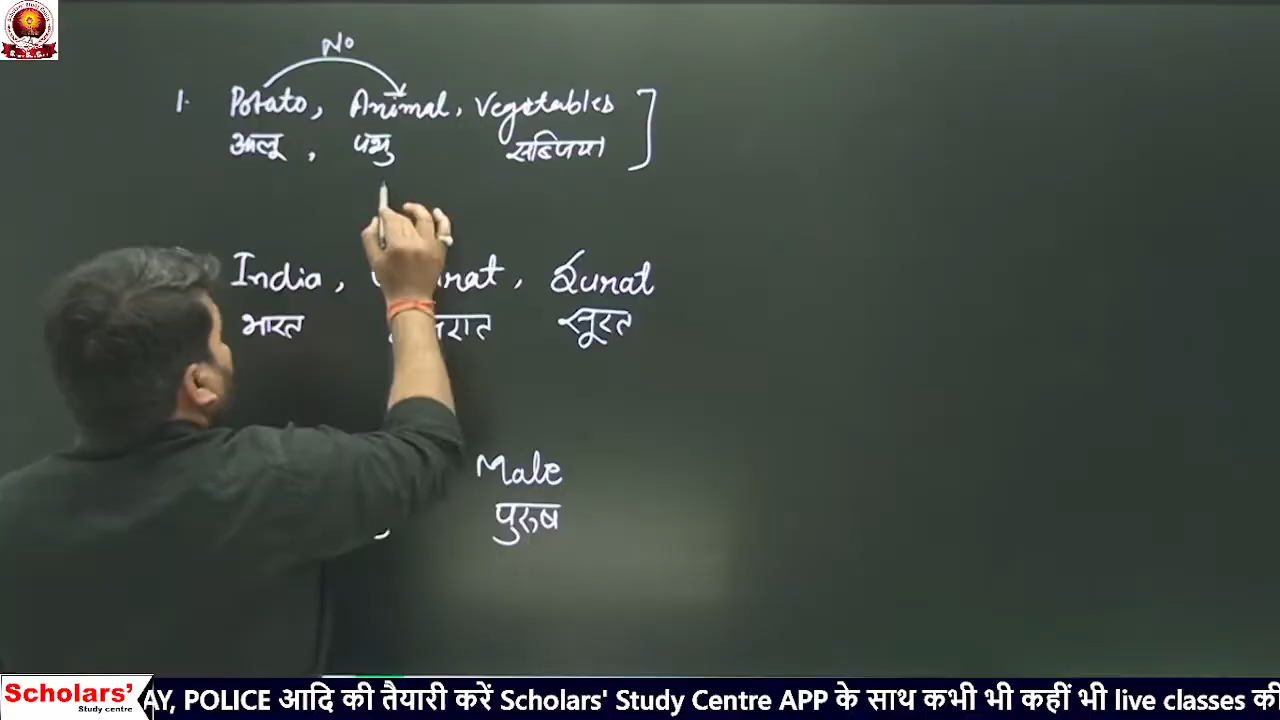 No
1. Potato, Animal, Vegetables
आलू, पशु सब्जियां
India, Surat
भारत सूरत
Male
पुरुष
Scholars'
Study centre
AY, POLICE आदि की तैयारी करें Scholars' Study Centre APP के साथ कभी भी कहीं भी live classes की